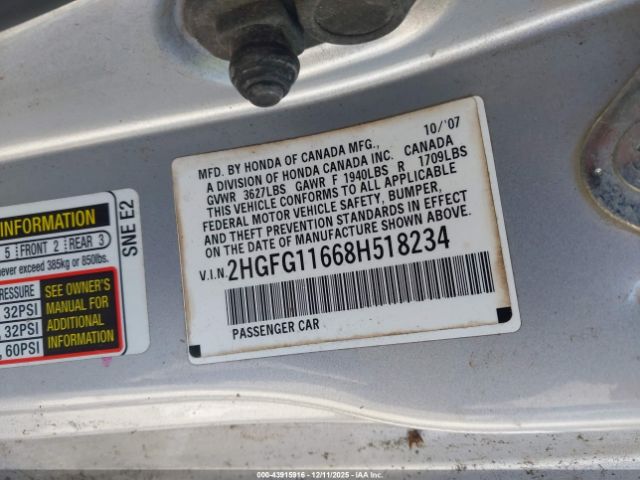 10/'07
MFD. BY HONDA OF CANADA MFG.,
A DIVISION OF HONDA CANADA INC. CANADA
GVWR 3627LBS GAWR F 1940LBS R 1709LBS
THIS VEHICLE CONFORMS TO ALL APPLICABLE
FEDERAL MOTOR VEHICLE SAFETY, BUMPER,
AND THEFT PREVENTION STANDARDS IN EFFECT
ON THE DATE OF MANUFACTURE SHOWN ABOVE.
V.I.N. 2HGFG11668H518234
PASSENGER CAR
INFORMATION
5 FRONT 2 REAR 3
never exceed 385kg or 850lbs.
SNE E2
PRESSURE
, 32PSI
, 32PSI
, 60PSI
SEE OWNER'S
MANUAL FOR
ADDITIONAL
INFORMATION
000-43915916 - 12/11/2025 - IAA Inc.